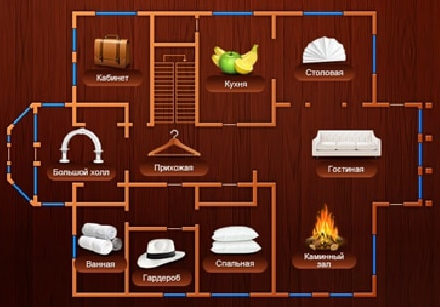 Кабинет
Кухня
Столовая
Большой холл
Прихожая
Гостиная
Ванная
Гардероб
Спальная
Каминный
зал